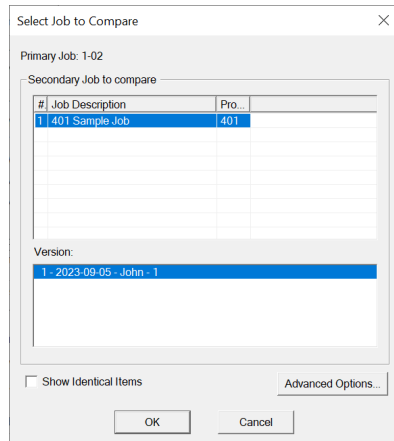 Select Job to Compare
Primary Job: 1-02
Secondary Job to compare
#. Job Description Pro...
1 401 Sample Job 401
Version:
1 - 2023-09-05 - John - 1
Show Identical Items
Advanced Options...
OK Cancel